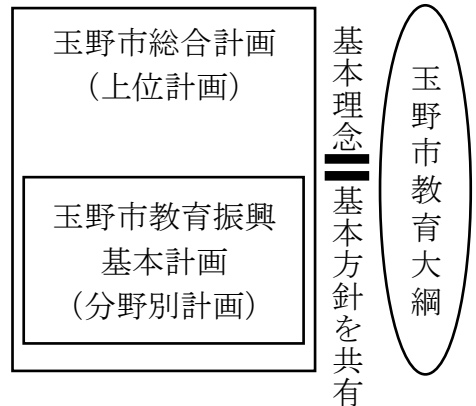 玉野市総合計画
（上位計画）
玉野市教育振興
基本計画
（分野別計画）
基本理念
基本方針を共有
玉野市教育大綱